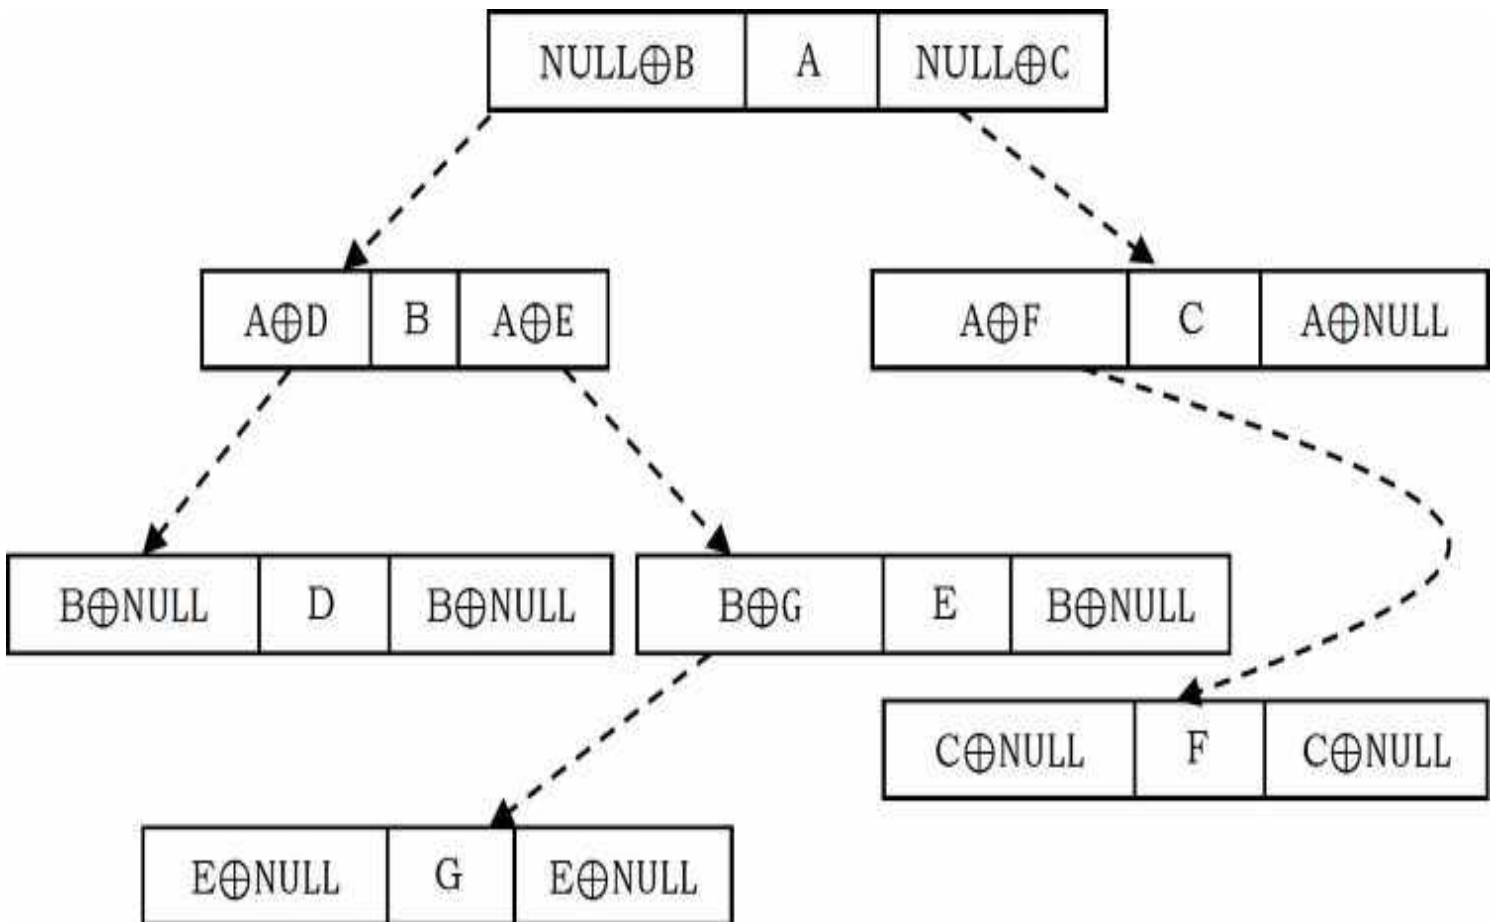 NULL⊕B A NULL⊕C
A⊕D B A⊕E A⊕F C A⊕NULL
B⊕NULL D B⊕NULL B⊕G E B⊕NULL
C⊕NULL F C⊕NULL
E⊕NULL G E⊕NULL